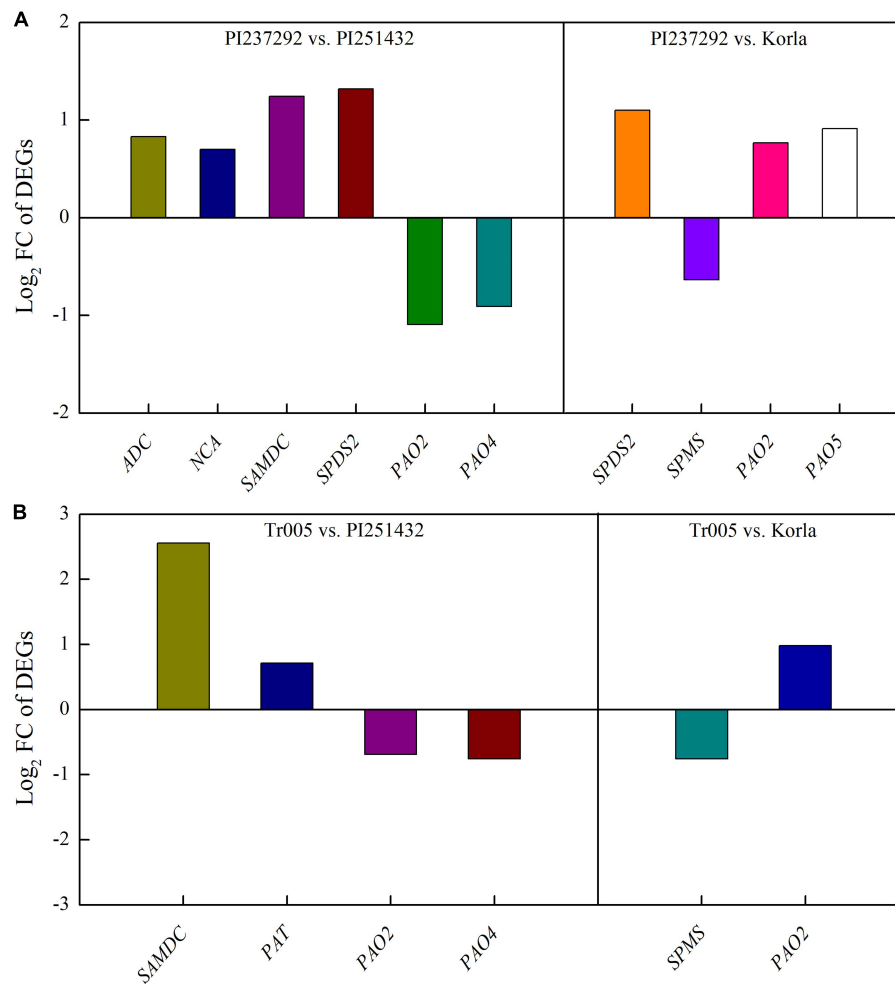 A
PI237292 vs. PI251432
PI237292 vs. Korla
Log2 FC of DEGs
2
1
0
-1
-2
ADC
NCA
SAMDC
SPDS2
PAO2
PAO4
SPDS2
SPMS
PAO2
PAO5
B
Tr005 vs. PI251432
Tr005 vs. Korla
Log2 FC of DEGs
3
2
1
0
-1
-2
-3
SAMDC
PAT
PAO2
PAO4
SPMS
PAO2